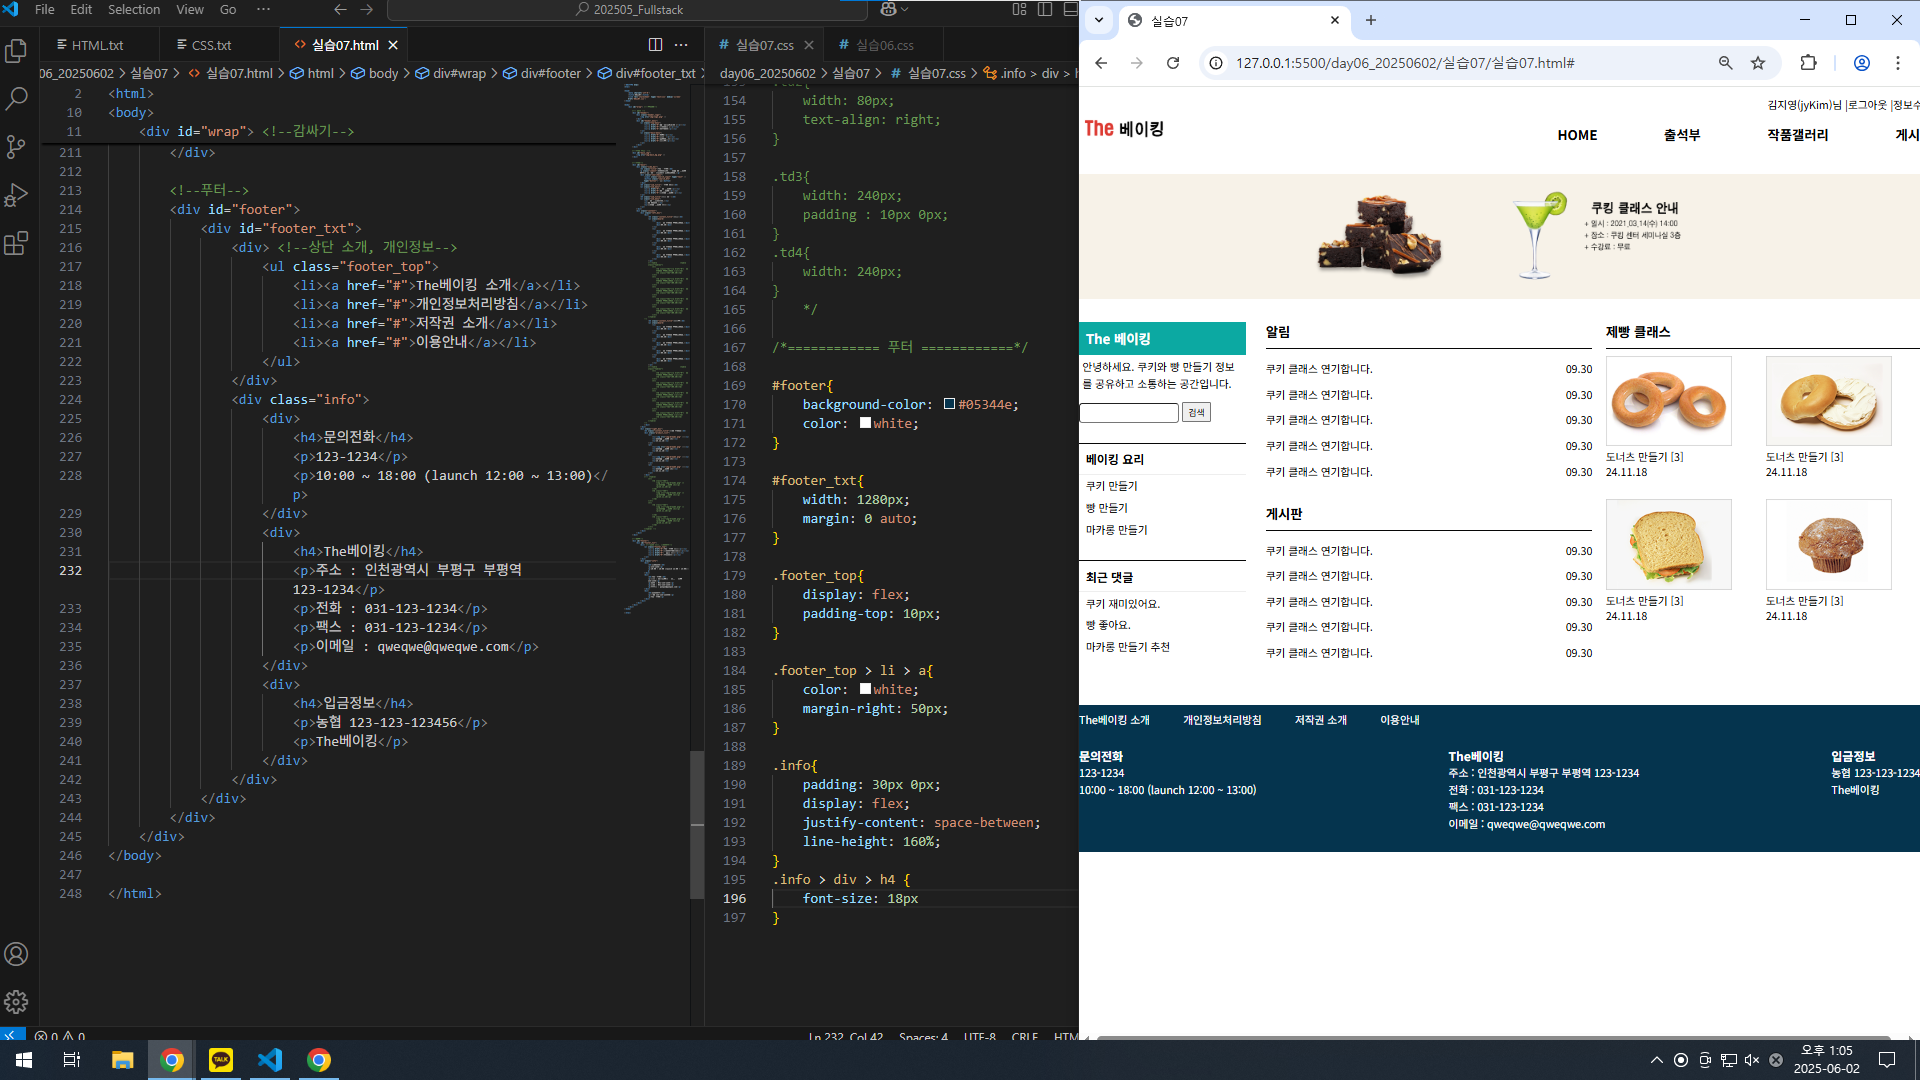 File Edit Selection View Go ··· 202505_Fullstack
HTML.txt CSS.txt 실습07.html 실습07.css 실습06.css
06_20250602 > 실습07 > 실습07.html > html > body > div#wrap > div#footer > div#footer_txt
day06_20250602 > 실습07 > 실습07.css > .info > div >
2 <html>
10 <body>
11 <div id="wrap"> <!--감싸기-->
211 </div>
212
213 <!--푸터-->
214 <div id="footer">
215 <div id="footer_txt">
216 <div> <!--상단 소개, 개인정보-->
217 <ul class="footer_top">
218 <li><a href="#">The베이킹 소개</a></li>
219 <li><a href="#">개인정보처리방침</a></li>
220 <li><a href="#">저작권 소개</a></li>
221 <li><a href="#">이용안내</a></li>
222 </ul>
223 </div>
224 <div class="info">
225 <div>
226 <h4>문의전화</h4>
227 <p>123-1234</p>
228 <p>10:00 ~ 18:00 (launch 12:00 ~ 13:00)</
p>
229 </div>
230 <div>
231 <h4>The베이킹</h4>
232 <p>주소 : 인천광역시 부평구 부평역
123-1234</p>
233 <p>전화 : 031-123-1234</p>
234 <p>팩스 : 031-123-1234</p>
235 <p>이메일 : qweqwe@qweqwe.com</p>
236 </div>
237 <div>
238 <h4>입금정보</h4>
239 <p>농협 123-123-123456</p>
240 <p>The베이킹</p>
241 </div>
242 </div>
243 </div>
244 </div>
245 </div>
246 </body>
247
248 </html>
154 width: 80px;
155 text-align: right;
156 }
157
158 .td3{
159 width: 240px;
160 padding : 10px 0px;
161 }
162 .td4{
163 width: 240px;
164 }
165 */
166
167 /*============ 푸터 ============*/
168
169 #footer{
170 background-color: #05344e;
171 color: white;
172 }
173
174 #footer_txt{
175 width: 1280px;
176 margin: 0 auto;
177 }
178
179 .footer_top{
180 display: flex;
181 padding-top: 10px;
182 }
183
184 .footer_top > li > a{
185 color: white;
186 margin-right: 50px;
187 }
188
189 .info{
190 padding: 30px 0px;
191 display: flex;
192 justify-content: space-between;
193 line-height: 160%;
194 }
195 .info > div > h4 {
196 font-size: 18px
197 }
0 0
Ln 232, Col 42 Spaces: 4 UTF-8 CRLF HTM
실습07
127.0.0.1:5500/day06_20250602/실습07/실습07.html#
김지영(jyKim)님 |로그아웃 |정보수
The 베이킹
HOME 출석부 작품갤러리 게시
쿠킹 클래스 안내
+ 일시 : 2021.03.14(수) 14:00
+ 장소 : 쿠킹 센터 세미나실 3층
+ 수강료 : 무료
The 베이킹
안녕하세요. 쿠키와 빵 만들기 정보
를 공유하고 소통하는 공간입니다.
검색
베이킹 요리
쿠키 만들기
빵 만들기
마카롱 만들기
최근 댓글
쿠키 재미있어요.
빵 좋아요.
마카롱 만들기 추천
알림
쿠키 클래스 연기합니다. 09.30
쿠키 클래스 연기합니다. 09.30
쿠키 클래스 연기합니다. 09.30
쿠키 클래스 연기합니다. 09.30
쿠키 클래스 연기합니다. 09.30
게시판
쿠키 클래스 연기합니다. 09.30
쿠키 클래스 연기합니다. 09.30
쿠키 클래스 연기합니다. 09.30
쿠키 클래스 연기합니다. 09.30
쿠키 클래스 연기합니다. 09.30
제빵 클래스
도너츠 만들기 [3] 도너츠 만들기 [3]
24.11.18 24.11.18
도너츠 만들기 [3] 도너츠 만들기 [3]
24.11.18 24.11.18
The베이킹 소개 개인정보처리방침 저작권 소개 이용안내
문의전화
123-1234
10:00 ~ 18:00 (launch 12:00 ~ 13:00)
The베이킹
주소 : 인천광역시 부평구 부평역 123-1234
전화 : 031-123-1234
팩스 : 031-123-1234
이메일 : qweqwe@qweqwe.com
입금정보
농협 123-123-1234
The베이킹
TALK
오후 1:05
2025-06-02